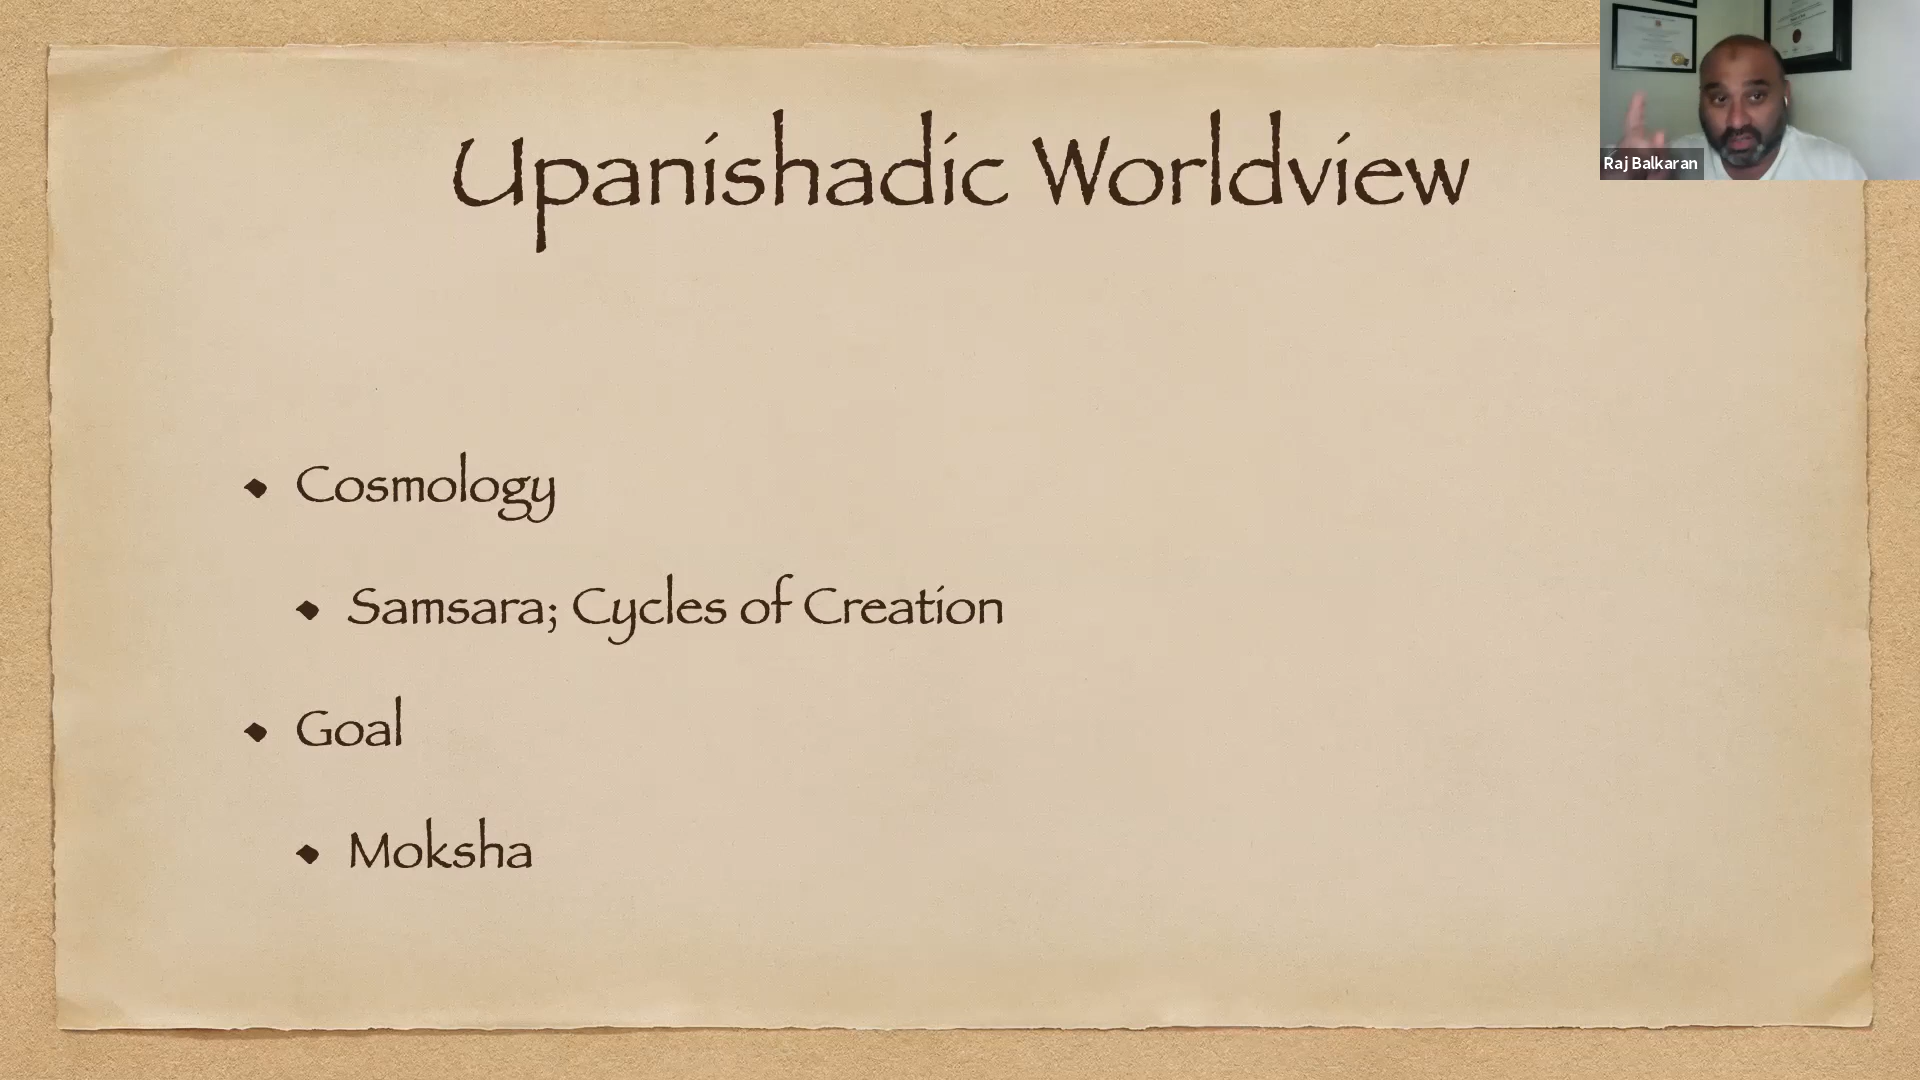 Upanishadic Worldview
Raj Balkaran
Cosmology
Samsara; Cycles of Creation
Goal
Moksha